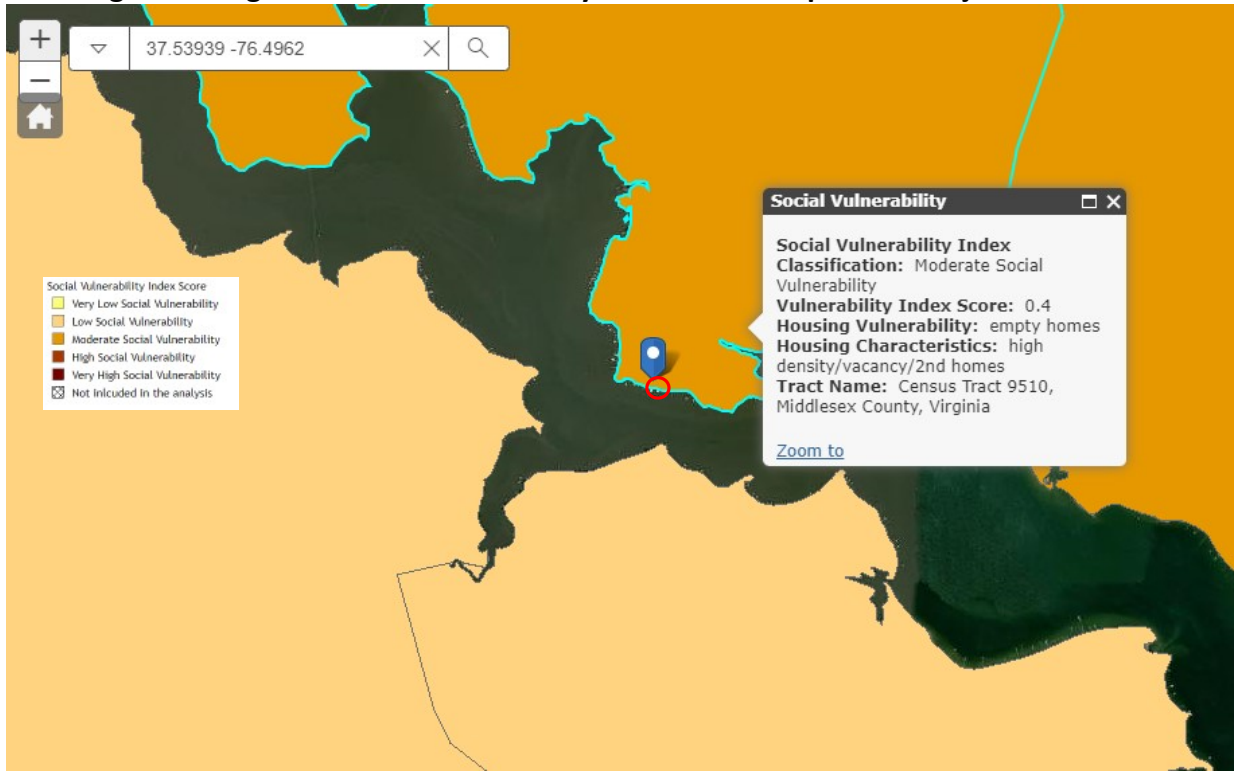 37.53939 -76.4962
Social Vulnerability
Social Vulnerability Index
Classification: Moderate Social
Vulnerability
Vulnerability Index Score: 0.4
Housing Vulnerability: empty homes
Housing Characteristics: high
density/vacancy/2nd homes
Tract Name: Census Tract 9510,
Middlesex County, Virginia
Zoom to
Social Vulnerability Index Score
Very Low Social Vulnerability
Low Social Vulnerability
Moderate Social Vulnerability
High Social Vulnerability
Very High Social Vulnerability
Not Inlcuded in the analysis